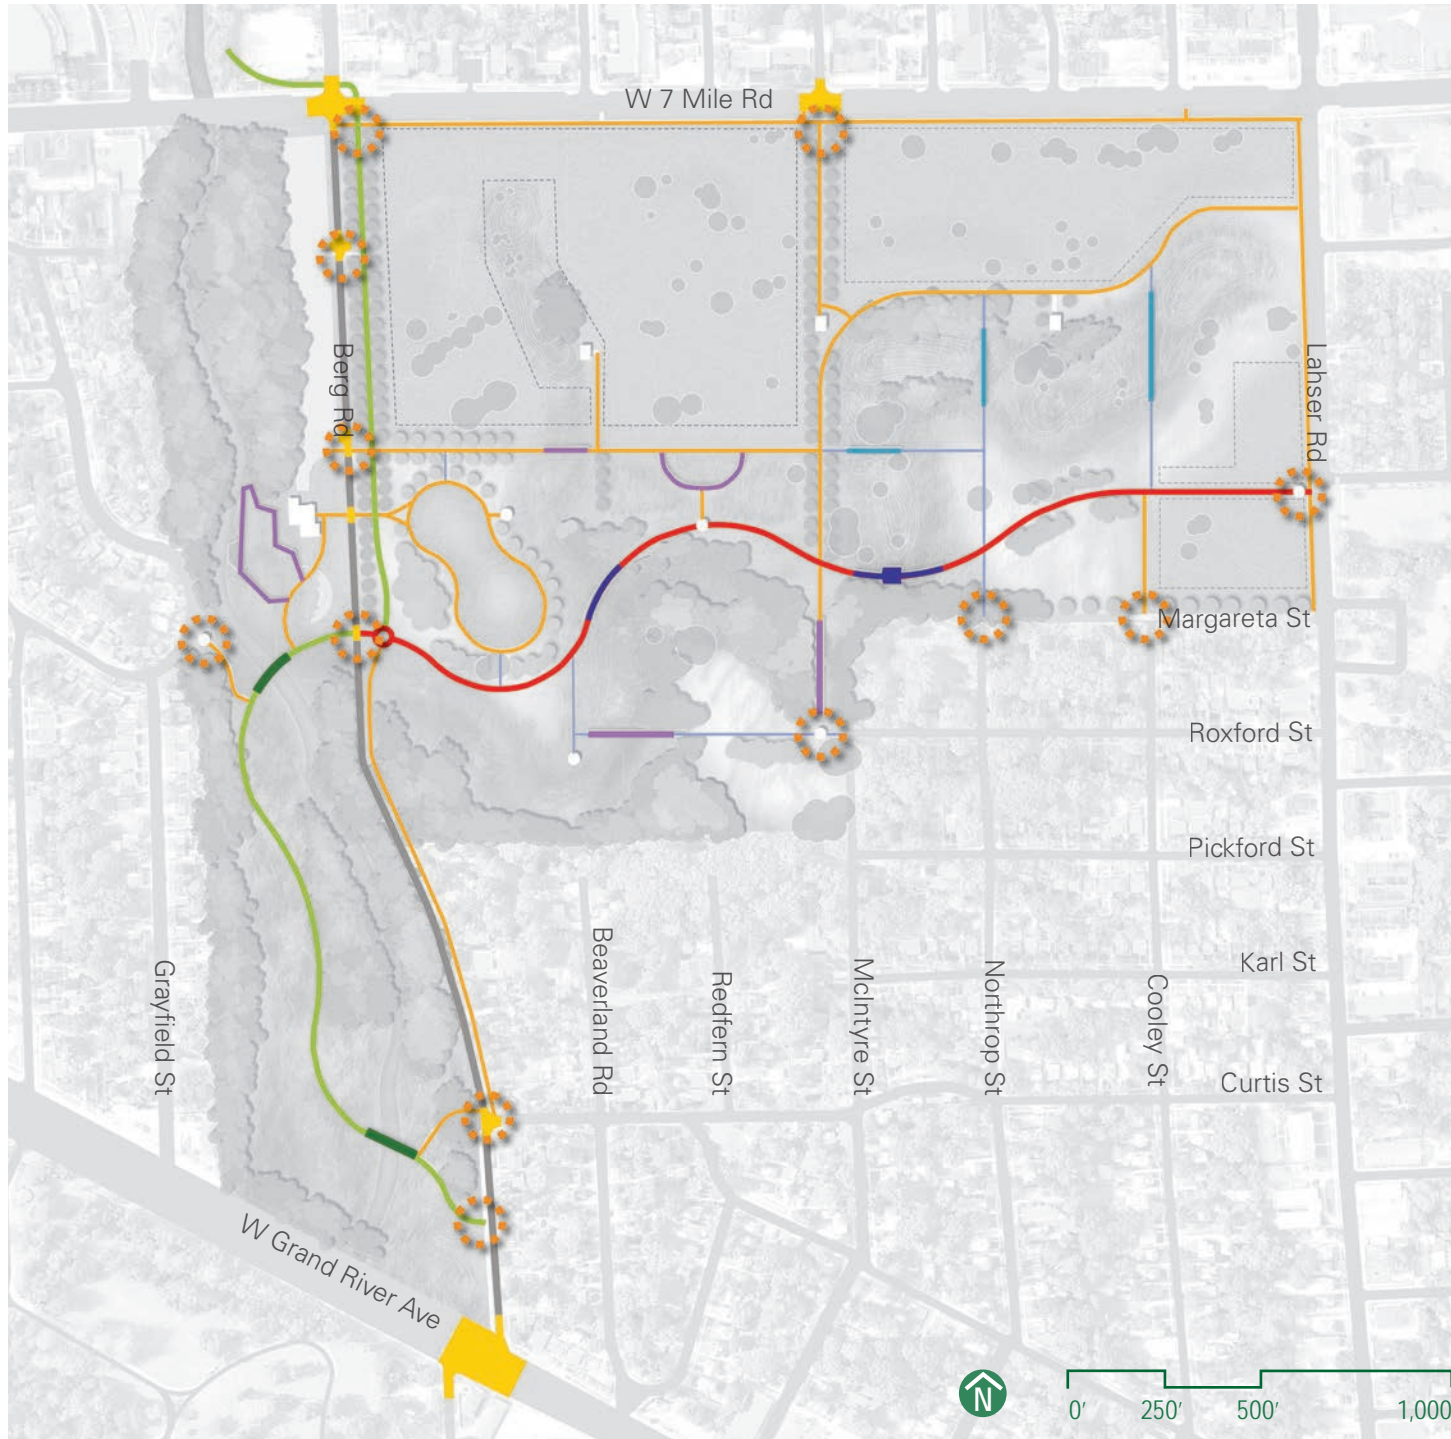 W 7 Mile Rd
Berg Rd
Lahser Rd
Margareta St
Roxford St
Pickford St
Karl St
Curtis St
Grayfield St
Beaverland Rd
Redfern St
McIntyre St
Northrop St
Cooley St
W Grand River Ave
N
0' 250' 500' 1,000